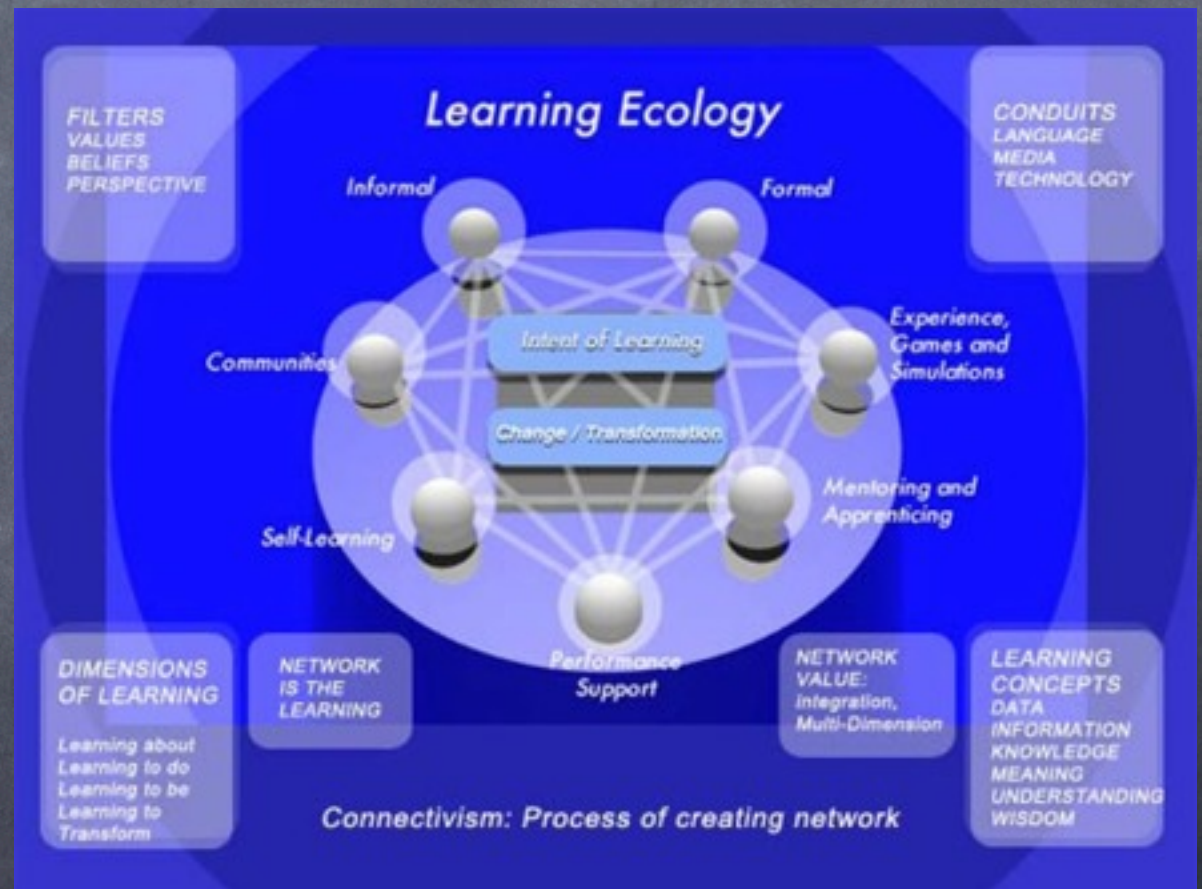 Learning Ecology
FILTERS
VALUES
BELIEFS
PERSPECTIVE
CONDUITS
LANGUAGE
MEDIA
TECHNOLOGY
Informal
Formal
Communities
Experience,
Games and
Simulations
Intent of Learning
Change / Transformation
Self-Learning
Mentoring and
Apprenticing
Performance
Support
DIMENSIONS
OF LEARNING
Learning about
Learning to do
Learning to be
Learning to
Transform
NETWORK
IS THE
LEARNING
NETWORK
VALUE:
Integration,
Multi-Dimension
LEARNING
CONCEPTS
DATA
INFORMATION
KNOWLEDGE
MEANING
UNDERSTANDING
WISDOM
Connectivism: Process of creating network